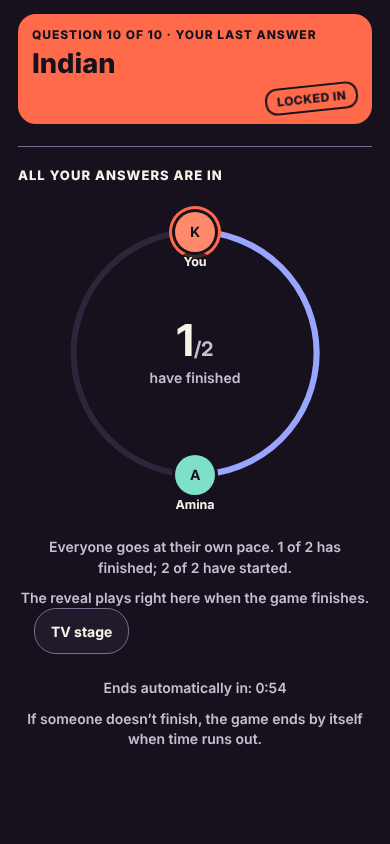 QUESTION 10 OF 10 · YOUR LAST ANSWER
Indian
LOCKED IN
ALL YOUR ANSWERS ARE IN
K
You
1/2
have finished
A
Amina
Everyone goes at their own pace. 1 of 2 has
finished; 2 of 2 have started.
The reveal plays right here when the game finishes.
TV stage
Ends automatically in: 0:54
If someone doesn’t finish, the game ends by itself
when time runs out.